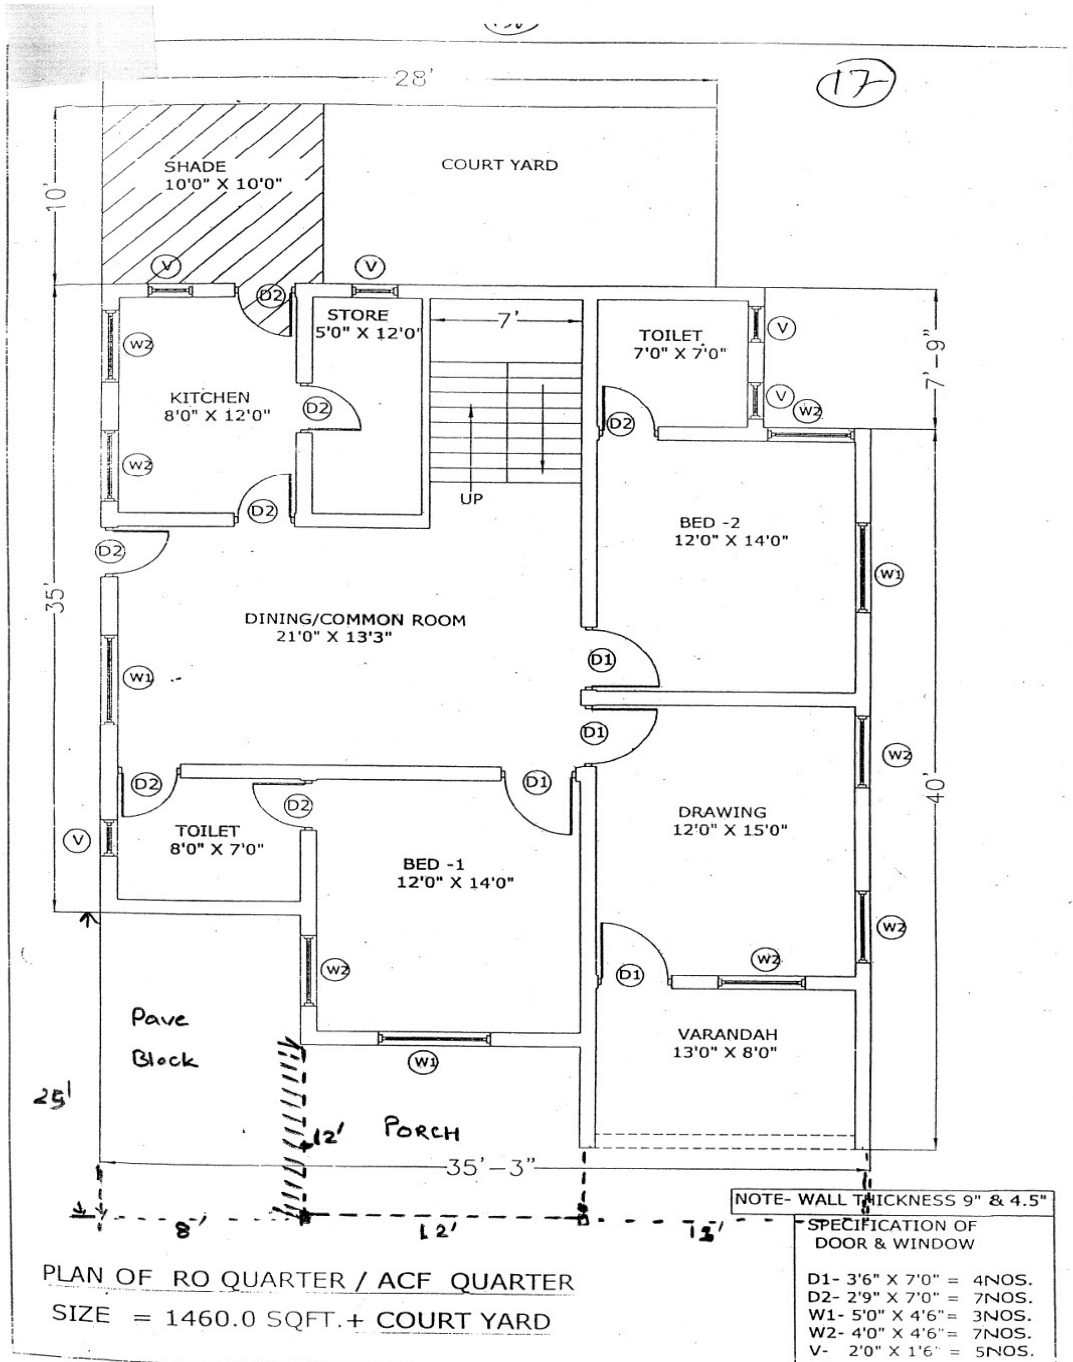 17
28'
SHADE
10'0" X 10'0"
COURT YARD
10'
V
V
D2
STORE
5'0" X 12'0"
7'
TOILET
7'0" X 7'0"
V
W2
7'-9"
KITCHEN
8'0" X 12'0"
D2
D2
V
W2
W2
UP
D2
D2
BED -2
12'0" X 14'0"
W1
35'
DINING/COMMON ROOM
21'0" X 13'3"
D1
W1
D1
W2
D2
D1
D2
40'
DRAWING
12'0" X 15'0"
V
TOILET
8'0" X 7'0"
BED -1
12'0" X 14'0"
W2
W2
D1
W2
Pave
Block
VARANDAH
13'0" X 8'0"
W1
25'
12'
PORCH
35'-3"
NOTE- WALL THICKNESS 9" & 4.5"
8'
12'
SPECIFICATION OF
DOOR & WINDOW
PLAN OF RO QUARTER / ACF QUARTER
SIZE = 1460.0 SQFT.+ COURT YARD
D1- 3'6" X 7'0" = 4NOS.
D2- 2'9" X 7'0" = 7NOS.
W1- 5'0" X 4'6" = 3NOS.
W2- 4'0" X 4'6" = 7NOS.
V- 2'0" X 1'6" = 5NOS.